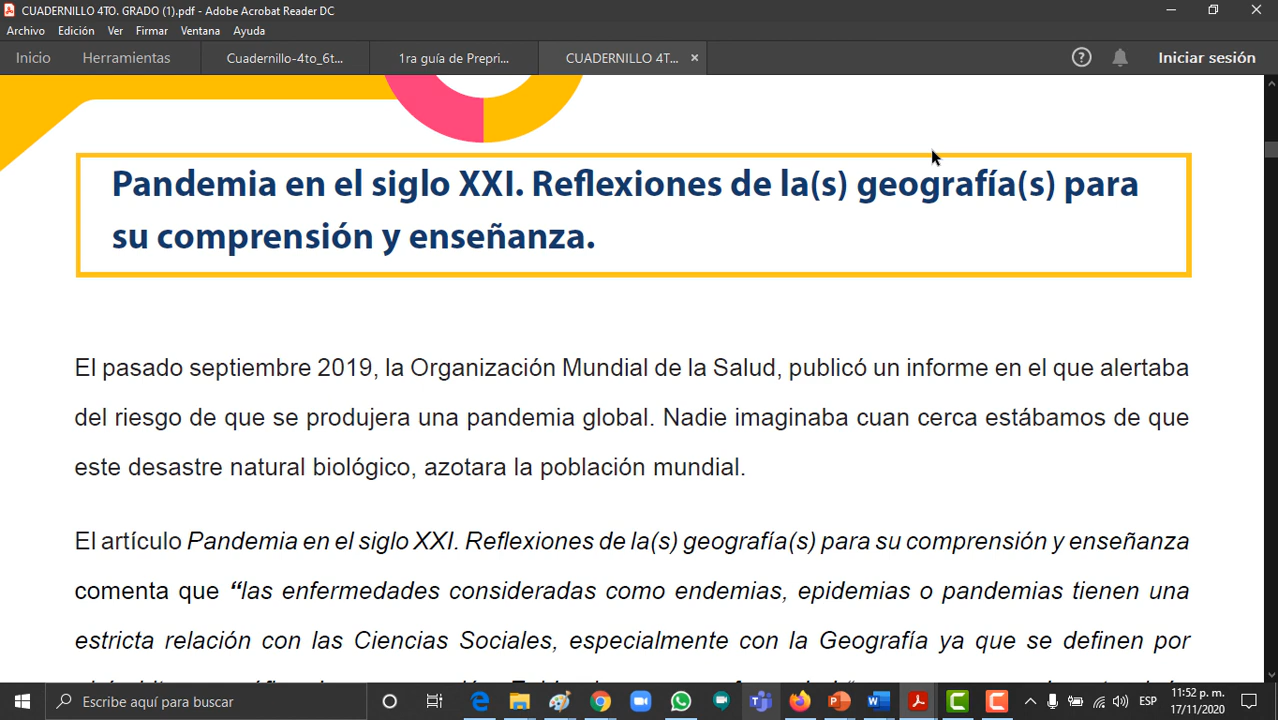 CUADERNILLO 4TO. GRADO (1).pdf - Adobe Acrobat Reader DC
Archivo Edición Ver Firmar Ventana Ayuda
Inicio Herramientas Cuadernillo-4to_6t... 1ra guía de Prepri... CUADERNILLO 4T... × Iniciar sesión
Pandemia en el siglo XXI. Reflexiones de la(s) geografía(s) para
su comprensión y enseñanza.
El pasado septiembre 2019, la Organización Mundial de la Salud, publicó un informe en el que alertaba
del riesgo de que se produjera una pandemia global. Nadie imaginaba cuan cerca estábamos de que
este desastre natural biológico, azotara la población mundial.
El artículo Pandemia en el siglo XXI. Reflexiones de la(s) geografía(s) para su comprensión y enseñanza
comenta que “las enfermedades consideradas como endemias, epidemias o pandemias tienen una
estricta relación con las Ciencias Sociales, especialmente con la Geografía ya que se definen por
Escribe aquí para buscar
ESP
11:52 p. m.
17/11/2020